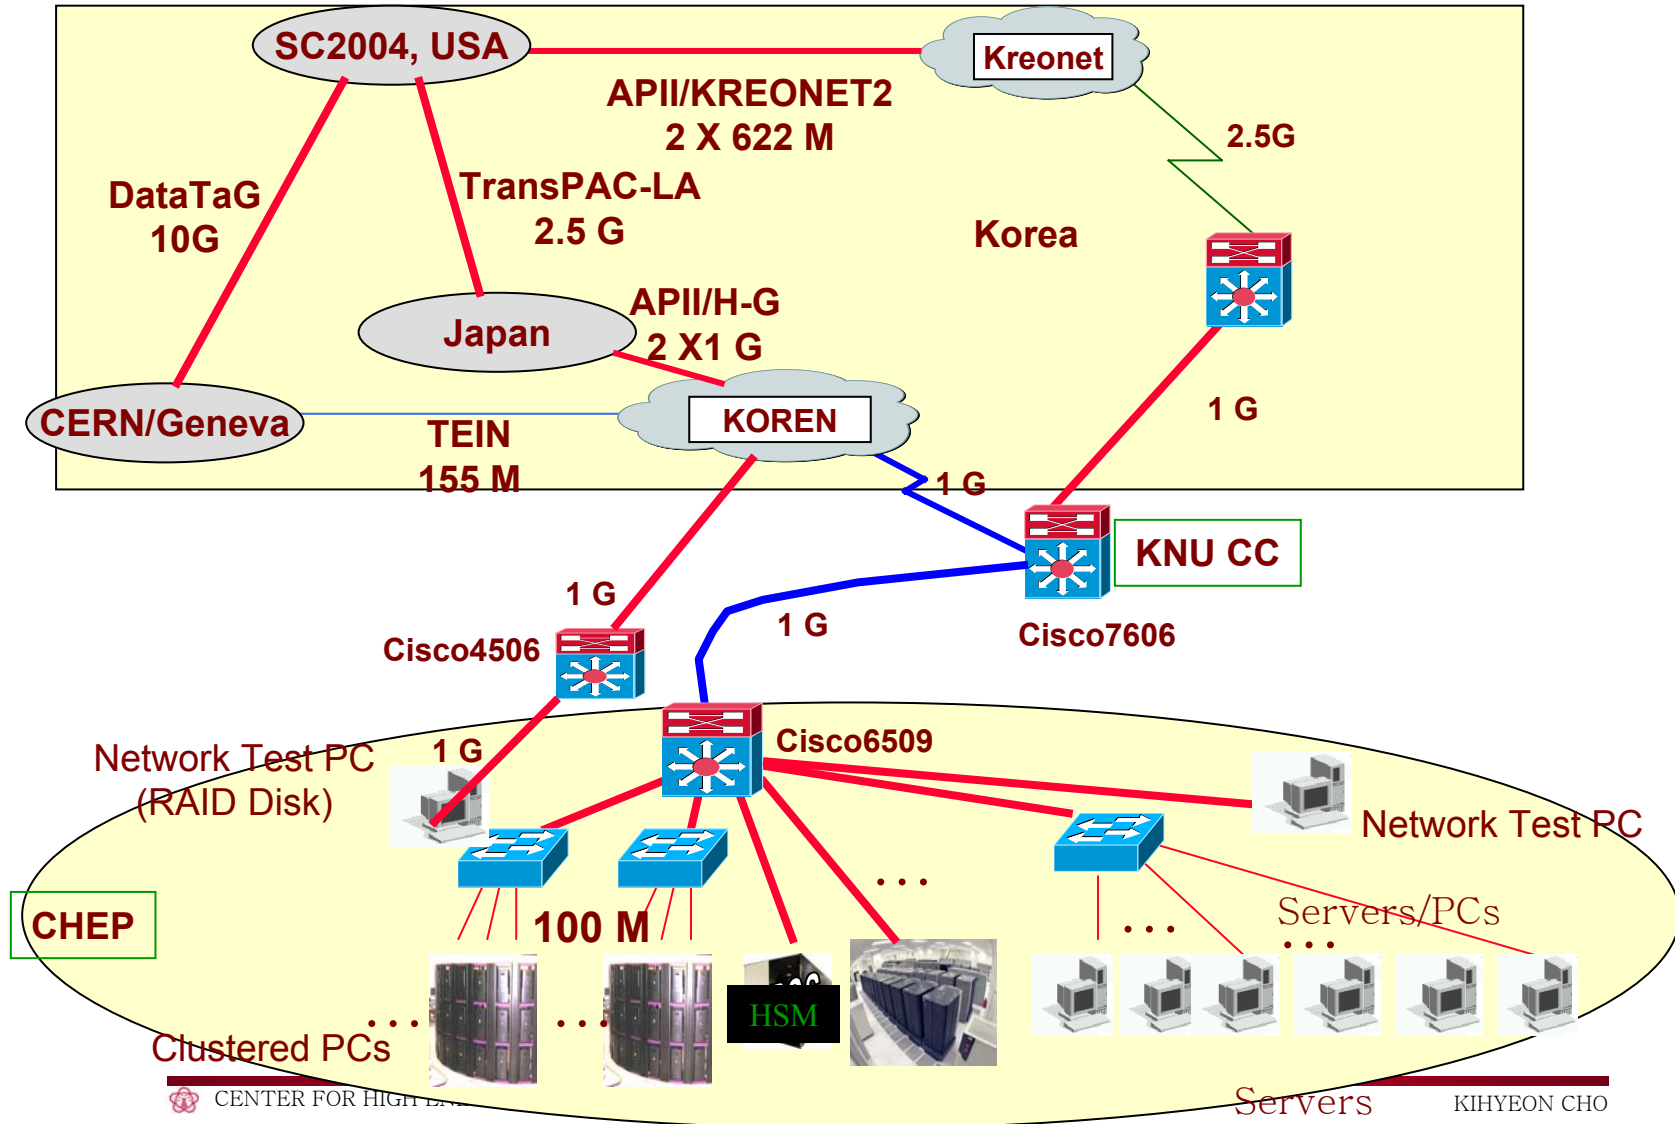 SC2004, USA
Kreonet
APII/KREONET2
2 X 622 M
2.5G
DataTaG
10G
TransPAC-LA
2.5 G
Korea
APII/H-G
2 X1 G
Japan
1 G
CERN/Geneva
KOREN
TEIN
155 M
1 G
KNU CC
1 G
1 G
Cisco4506
Cisco7606
Network Test PC
(RAID Disk)
1 G
Cisco6509
Network Test PC
...
CHEP
100 M
Servers/PCs
...
...
HSM
...
...
Clustered PCs
CENTER FOR HIGH
Servers
KIHYEON CHO